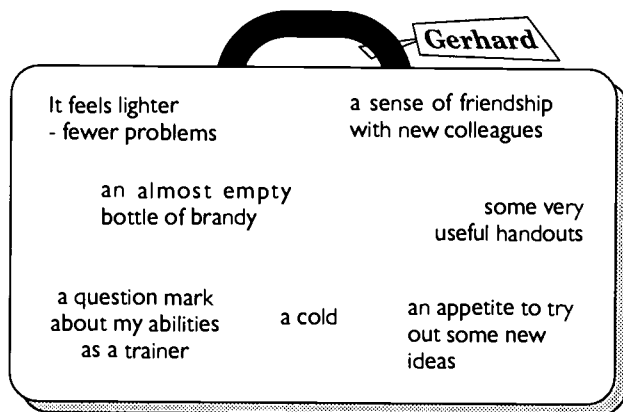 Gerhard
It feels lighter
- fewer problems
a sense of friendship
with new colleagues
an almost empty
bottle of brandy
some very
useful handouts
a question mark
about my abilities
as a trainer
a cold
an appetite to try
out some new
ideas